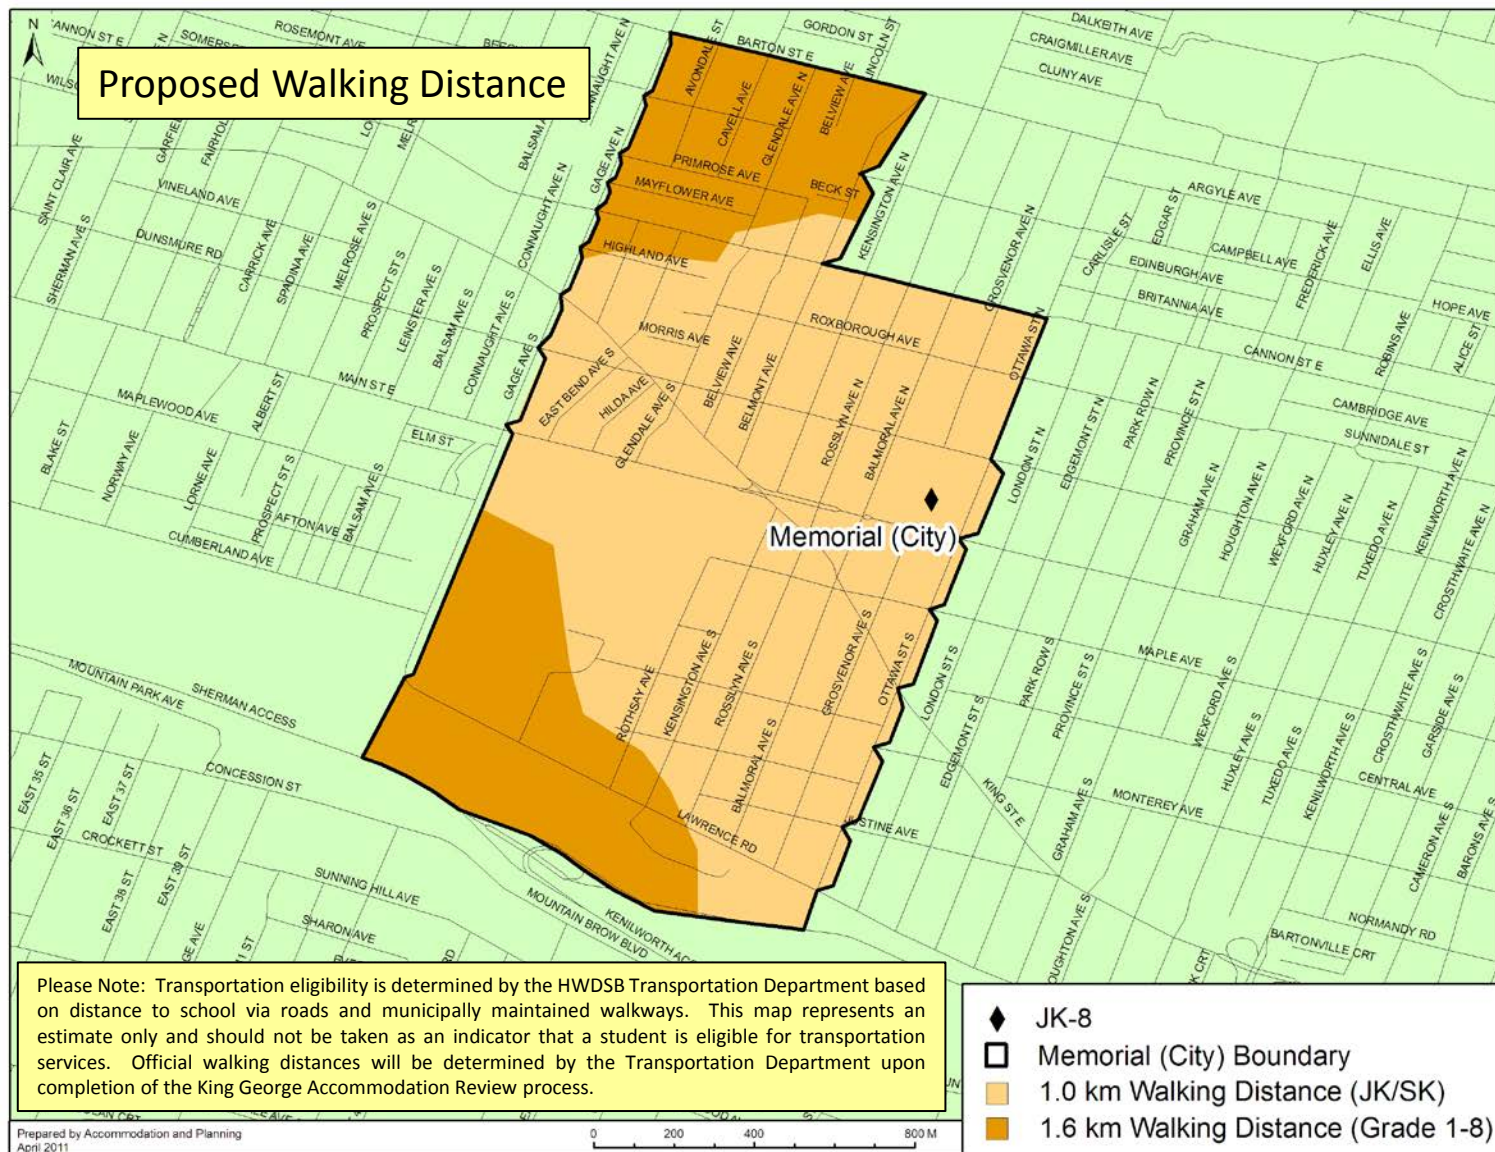 Proposed Walking Distance
N
CANNON ST E
ROSEMONT AVE
GORDON ST
LINCOLN ST
DALKEITH AVE
CRAIGMILLER AVE
CLUNY AVE
AVONDALE ST
BARTON ST E
CAVELL AVE
GLENDALE AVE N
BELVIEW AVE
GAGE AVE N
BALSAM A
PRIMROSE AVE
MAYFLOWER AVE
BECK ST
KENSINGTON AVE N
ARGYLE AVE
SAINT CLAIR AVE
SHERMAN AVE S
VINELAND AVE
DUNSMURE RD
CARRICK AVE
SPADINA AVE
MELROSE AVE S
PROSPECT ST S
LEINSTER AVE S
BALSAM AVE S
CONNAUGHT AVE S
CONNAUGHT AVE N
GAGE AVE S
HIGHLAND AVE
GROSVENOR AVE N
CARLISLE ST
EDGAR ST
CAMPBELL AVE
EDINBURGH AVE
BRITANNIA AVE
FREDERICK AVE
ELLIS AVE
HOPE AVE
ROBINS AVE
ALICE ST
MORRIS AVE
ROXBOROUGH AVE
OTTAWA ST N
CANNON ST E
MAIN ST E
MAPLEWOOD AVE
ALBERT ST
ELM ST
EAST BEND AVE S
HILDA AVE
GLENDALE AVE S
BELVIEW AVE
BELMONT AVE
ROSSLYN AVE N
BALMORAL AVE N
LONDON ST N
EDGEMONT ST N
PARK ROW N
PROVINCE ST N
CAMBRIDGE AVE
SUNNIDALE ST
BLAKE ST
NORWAY AVE
LORNE AVE
PROSPECT ST S
AFTON AVE
BALSAM AVE S
CUMBERLAND AVE
Memorial (City)
GRAHAM AVE N
HOUGHTON AVE N
WEXFORD AVE N
HUXLEY AVE N
TUXEDO AVE N
KENILWORTH AVE N
CROSTHWAITE AVE N
MOUNTAIN PARK AVE
SHERMAN ACCESS
CONCESSION ST
ROTHSAY AVE
KENSINGTON AVE S
ROSSLYN AVE S
BALMORAL AVE S
GROSVENOR AVE S
OTTAWA ST S
LONDON ST S
EDGEMONT ST S
PARK ROW S
PROVINCE ST S
MAPLE AVE
WEXFORD AVE S
HUXLEY AVE S
TUXEDO AVE S
KENILWORTH AVE S
CROSTHWAITE AVE S
GARSIDE AVE S
CENTRAL AVE
KING ST E
MONTEREY AVE
GRAHAM AVE S
CAMERON AVE S
BARONS AVE S
LAWRENCE RD
STINE AVE
EAST 35 ST
EAST 36 ST
EAST 37 ST
CROCKETT ST
EAST 38 ST
EAST 39 ST
SUNNING HILL AVE
SHARON AVE
MOUNTAIN BROW BLVD
KENILWORTH AC
OUGHTON AVE S
NORMANDY RD
BARTONVILLE CRT
Please Note: Transportation eligibility is determined by the HWDSB Transportation Department based
on distance to school via roads and municipally maintained walkways. This map represents an
estimate only and should not be taken as an indicator that a student is eligible for transportation
services. Official walking distances will be determined by the Transportation Department upon
completion of the King George Accommodation Review process.
JK-8
Memorial (City) Boundary
1.0 km Walking Distance (JK/SK)
1.6 km Walking Distance (Grade 1-8)
Prepared by Accommodation and Planning
April 2011
0 200 400 800 M